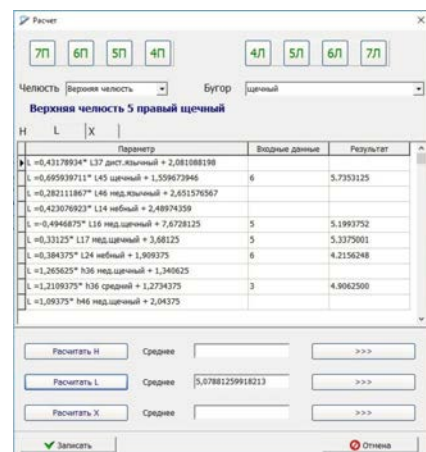 Расчет
7П 6П 5П 4П 4Л 5Л 6Л 7Л
Челюсть Верхняя челюсть Бугор щечный
Верхняя челюсть 5 правый щечный
H L X
Параметр Входные данные Результат
L =0,43178934* L37 дист.язычный + 2,081088198
L =0,695939711* L45 щечный + 1,559673946 6 5.7353125
L =0,282111867* L46 мед.язычный + 2,651576567
L =0,423076923* L14 небный + 2,48974359
L =-0,4946875* L16 мед.щечный + 7,6728125 5 5.1993752
L =0,33125* L17 мед.щечный + 3,68125 5 5.3375001
L =0,384375* L24 небный + 1,909375 6 4.2156248
L =1,265625* h36 мед.щечный + 1,340625
L =1,2109375* h36 средний + 1,2734375 3 4.9062500
L =1,09375* h46 мед.щечный + 2,04375
Расчитать H Среднее >>>
Расчитать L Среднее 5,07881259918213 >>>
Расчитать X Среднее >>>
Записать Отмена